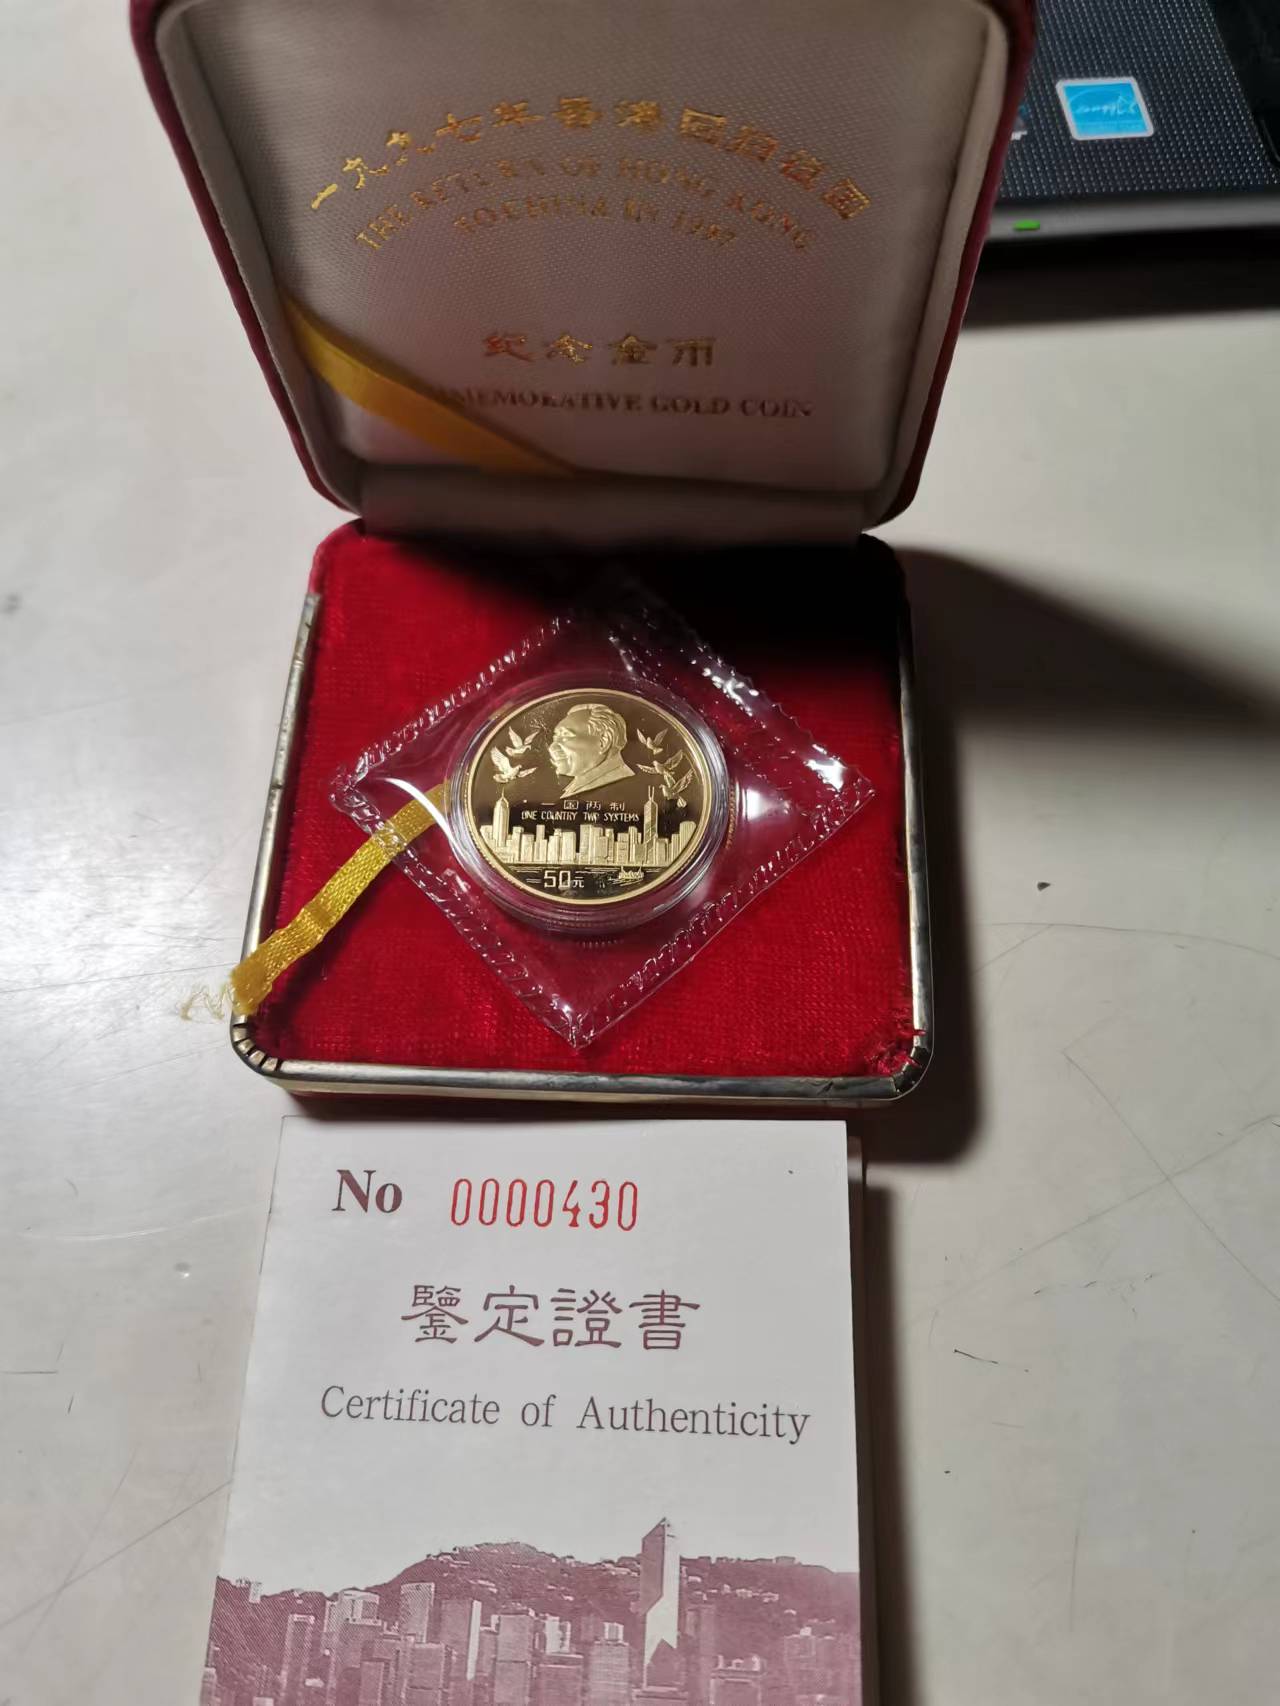 一九九七年香港回歸祖國
THE RETURN OF HONG KONG
TO CHINA IN 1997
纪念金币
MMEMORATIVE GOLD COIN
一国两制
ONE COUNTRY TWO SYSTEMS
50元
No 0000430
鑒定證書
Certificate of Authenticity